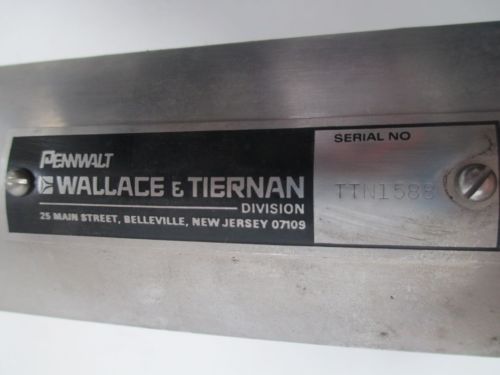 PENNWALT
WALLACE & TIERNAN
DIVISION
25 MAIN STREET, BELLEVILLE, NEW JERSEY 07109
SERIAL NO
TTN1588